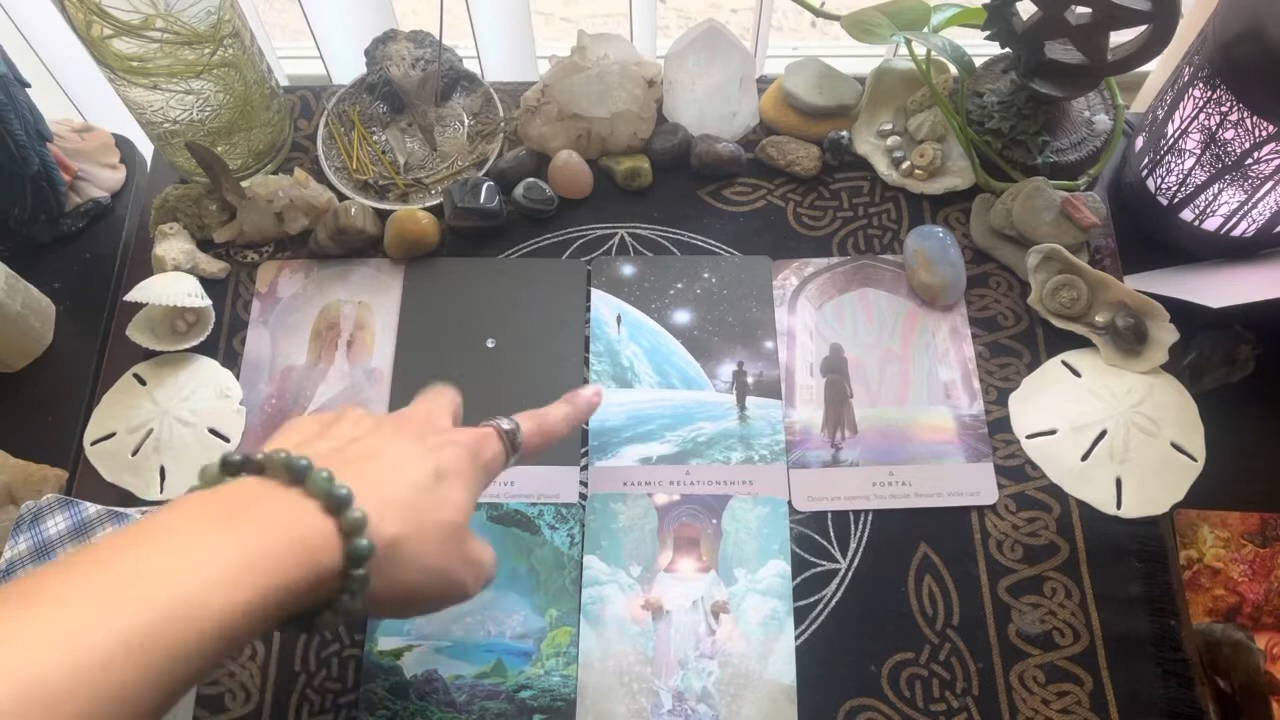 TIVE
Common ground
KARMIC RELATIONSHIPS
PORTAL
Doors are opening. You decide. Rewards. Wild card